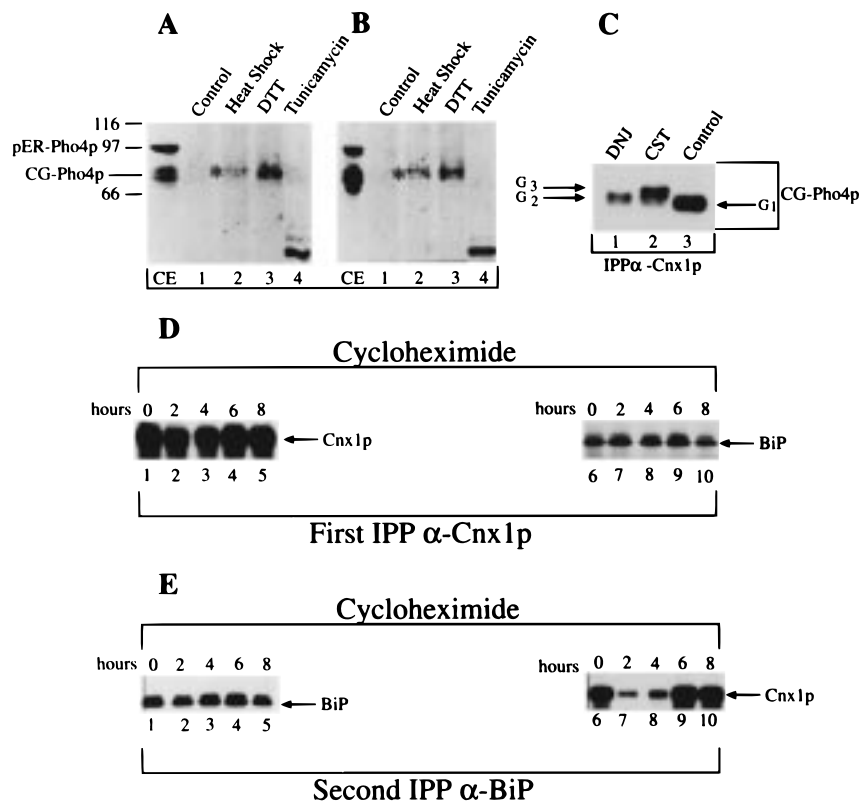 A B C
Control Heat Shock DTT Tunicamycin
Control Heat Shock DTT Tunicamycin
DNJ CST Control
116
pER-Pho4p 97
CG-Pho4p
66
G3
G2
G1
CG-Pho4p
CE 1 2 3 4
CE 1 2 3 4
1 2 3
IPPα -Cnx1p
D
Cycloheximide
hours 0 2 4 6 8
Cnx1p
1 2 3 4 5
hours 0 2 4 6 8
BiP
6 7 8 9 10
First IPP α-Cnx1p
E
Cycloheximide
hours 0 2 4 6 8
BiP
1 2 3 4 5
hours 0 2 4 6 8
Cnx1p
6 7 8 9 10
Second IPP α-BiP